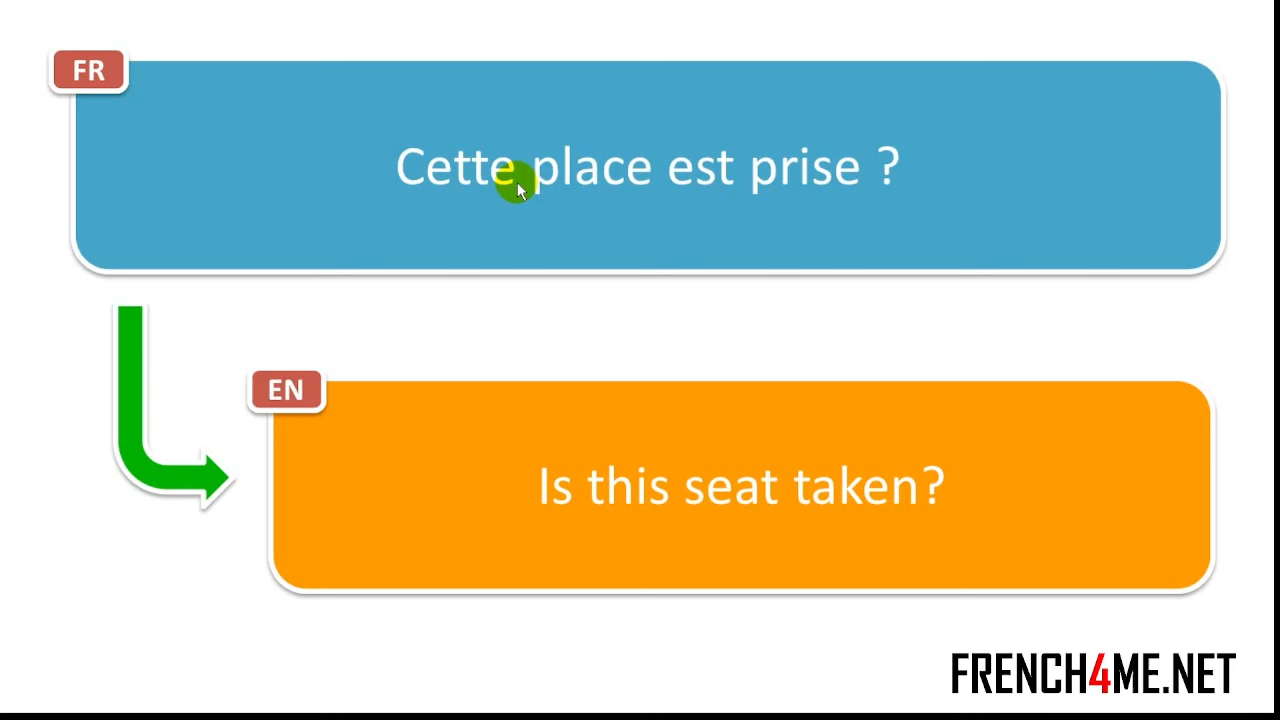 FR
Cette place est prise ?
EN
Is this seat taken?
FRENCH4ME.NET